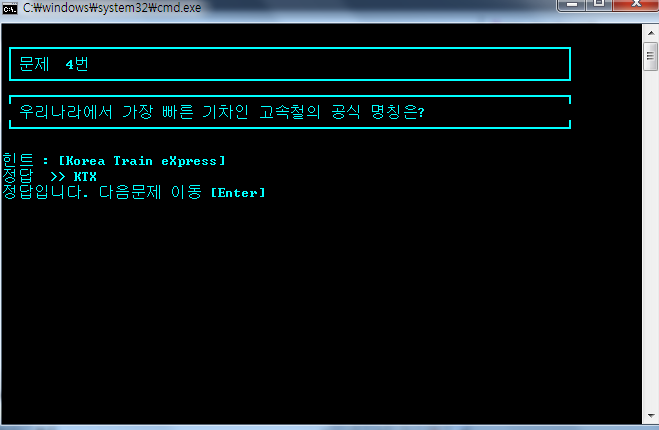 C:\windows\system32\cmd.exe
문제 4번
우리나라에서 가장 빠른 기차인 고속철의 공식 명칭은?
힌트 : [Korea Train eXpress]
정답 >> KTX
정답입니다. 다음문제 이동 [Enter]